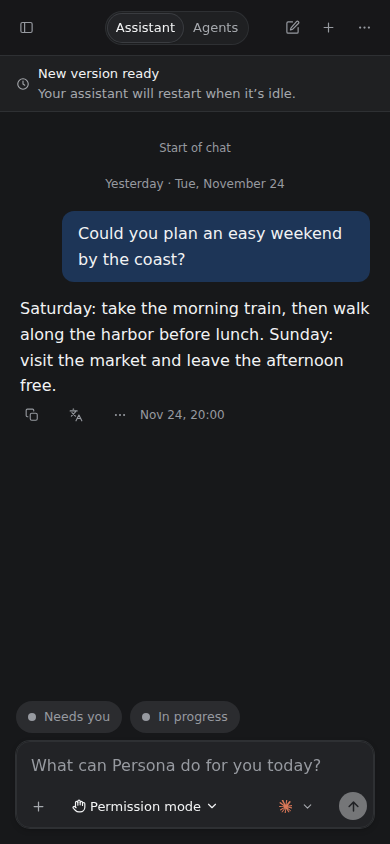 Assistant
Agents
New version ready
Your assistant will restart when it’s idle.
Start of chat
Yesterday · Tue, November 24
Could you plan an easy weekend
by the coast?
Saturday: take the morning train, then walk
along the harbor before lunch. Sunday:
visit the market and leave the afternoon
free.
Nov 24, 20:00
Needs you
In progress
What can Persona do for you today?
Permission mode